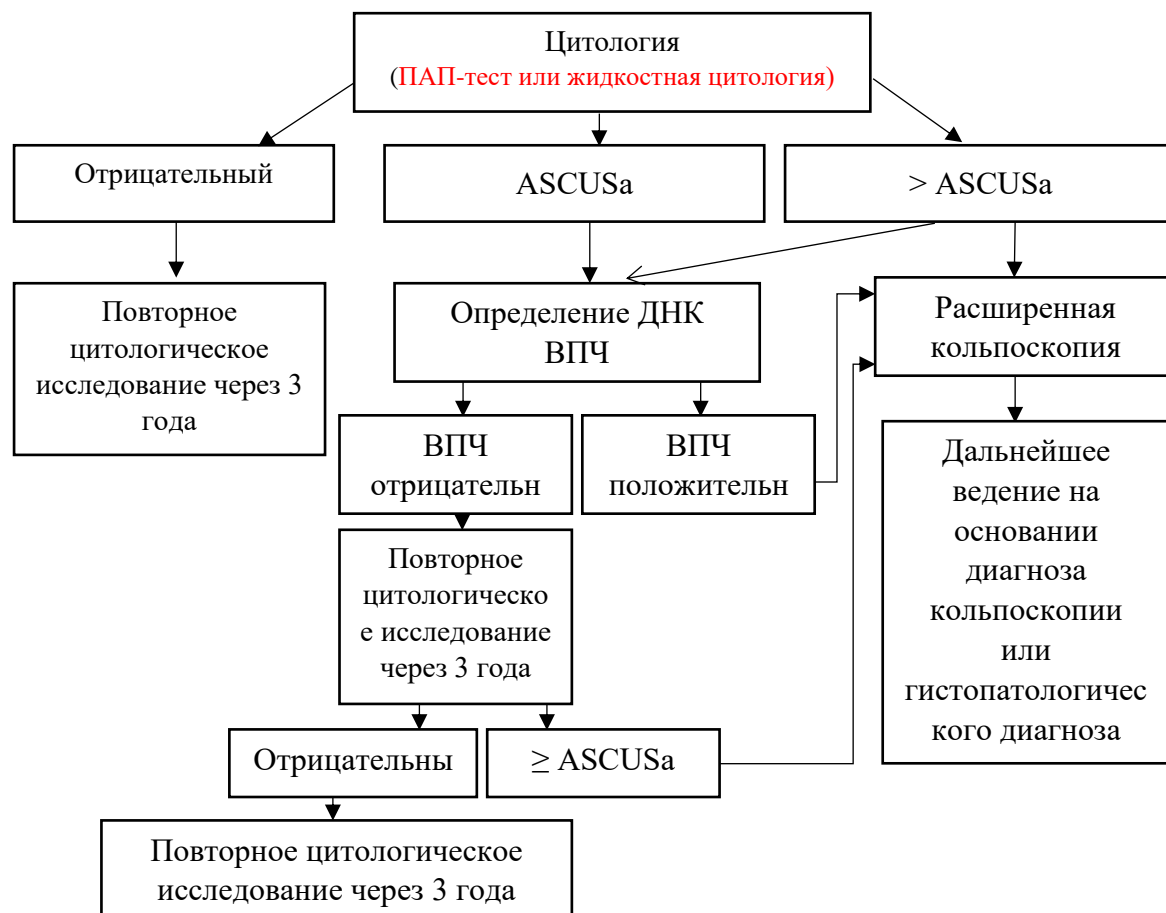 Цитология
(ПАП-тест или жидкостная цитология)
Отрицательный
ASCUSa
> ASCUSa
Повторное
цитологическое
исследование через 3
года
Определение ДНК
ВПЧ
Расширенная
кольпоскопия
ВПЧ
отрицательн
ВПЧ
положительн
Дальнейшее
ведение на
основании
диагноза
кольпоскопии
или
гистопатологичес
кого диагноза
Повторное
цитологическо
е исследование
через 3 года
Отрицательны
≥ ASCUSa
Повторное цитологическое
исследование через 3 года